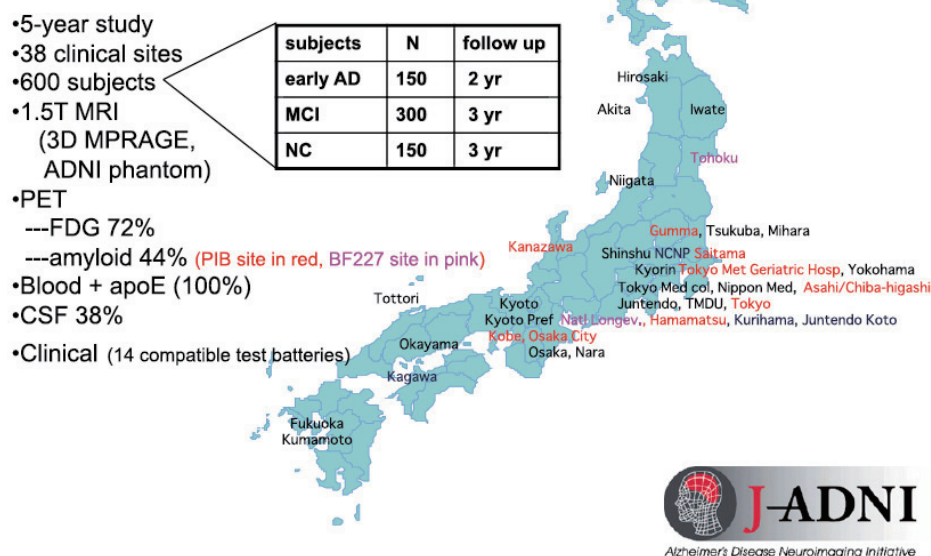 •5-year study
•38 clinical sites
•600 subjects
•1.5T MRI
(3D MPRAGE,
ADNI phantom)
•PET
---FDG 72%
---amyloid 44% (PIB site in red, BF227 site in pink)
•Blood + apoE (100%)
•CSF 38%
•Clinical (14 compatible test batteries)
subjects N follow up
early AD 150 2 yr
MCI 300 3 yr
NC 150 3 yr
Hirosaki
Akita Iwate
Tohoku
Niigata
Kanazawa
Gumma, Tsukuba, Mihara
Shinshu NCNP Saitama
Kyorin Tokyo Met Geriatric Hosp, Yokohama
Tokyo Med col, Nippon Med, Asahi/Chiba-higashi
Juntendo, TMDU, Tokyo
Tottori
Kyoto
Kyoto Pref Natl Longev,, Hamamatsu, Kurihama, Juntendo Koto
Kobe, Osaka City
Okayama
Osaka, Nara
Kagawa
Fukuoka
Kumamoto
J-ADNI
Alzheimer's Disease Neuroimaging Initiative